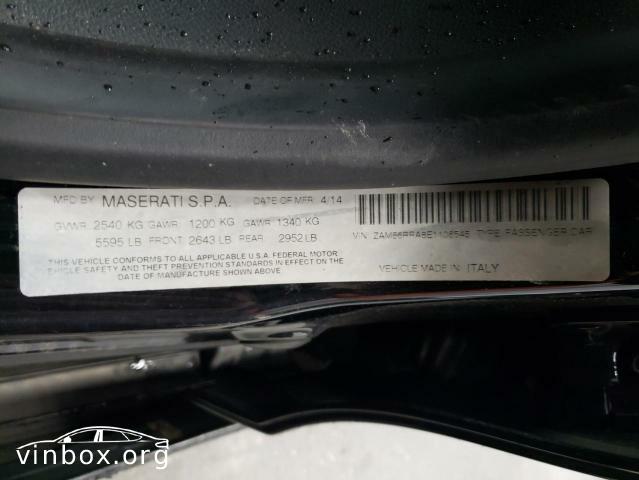 MFD BY MASERATI S.P.A. DATE OF MFR 4/14
GVWR 2540 KG GAWR 1200 KG GAWR 1340 KG
5595 LB FRONT 2643 LB REAR 2952 LB
THIS VEHICLE CONFORMS TO ALL APPLICABLE U.S.A. FEDERAL MOTOR
VEHICLE SAFETY AND THEFT PREVENTION STANDARDS IN EFFECT ON THE
DATE OF MANUFACTURE SHOWN ABOVE
VIN: TYPE: PASSENGER CAR
VEHICLE MADE IN: ITALY
vinbox.org